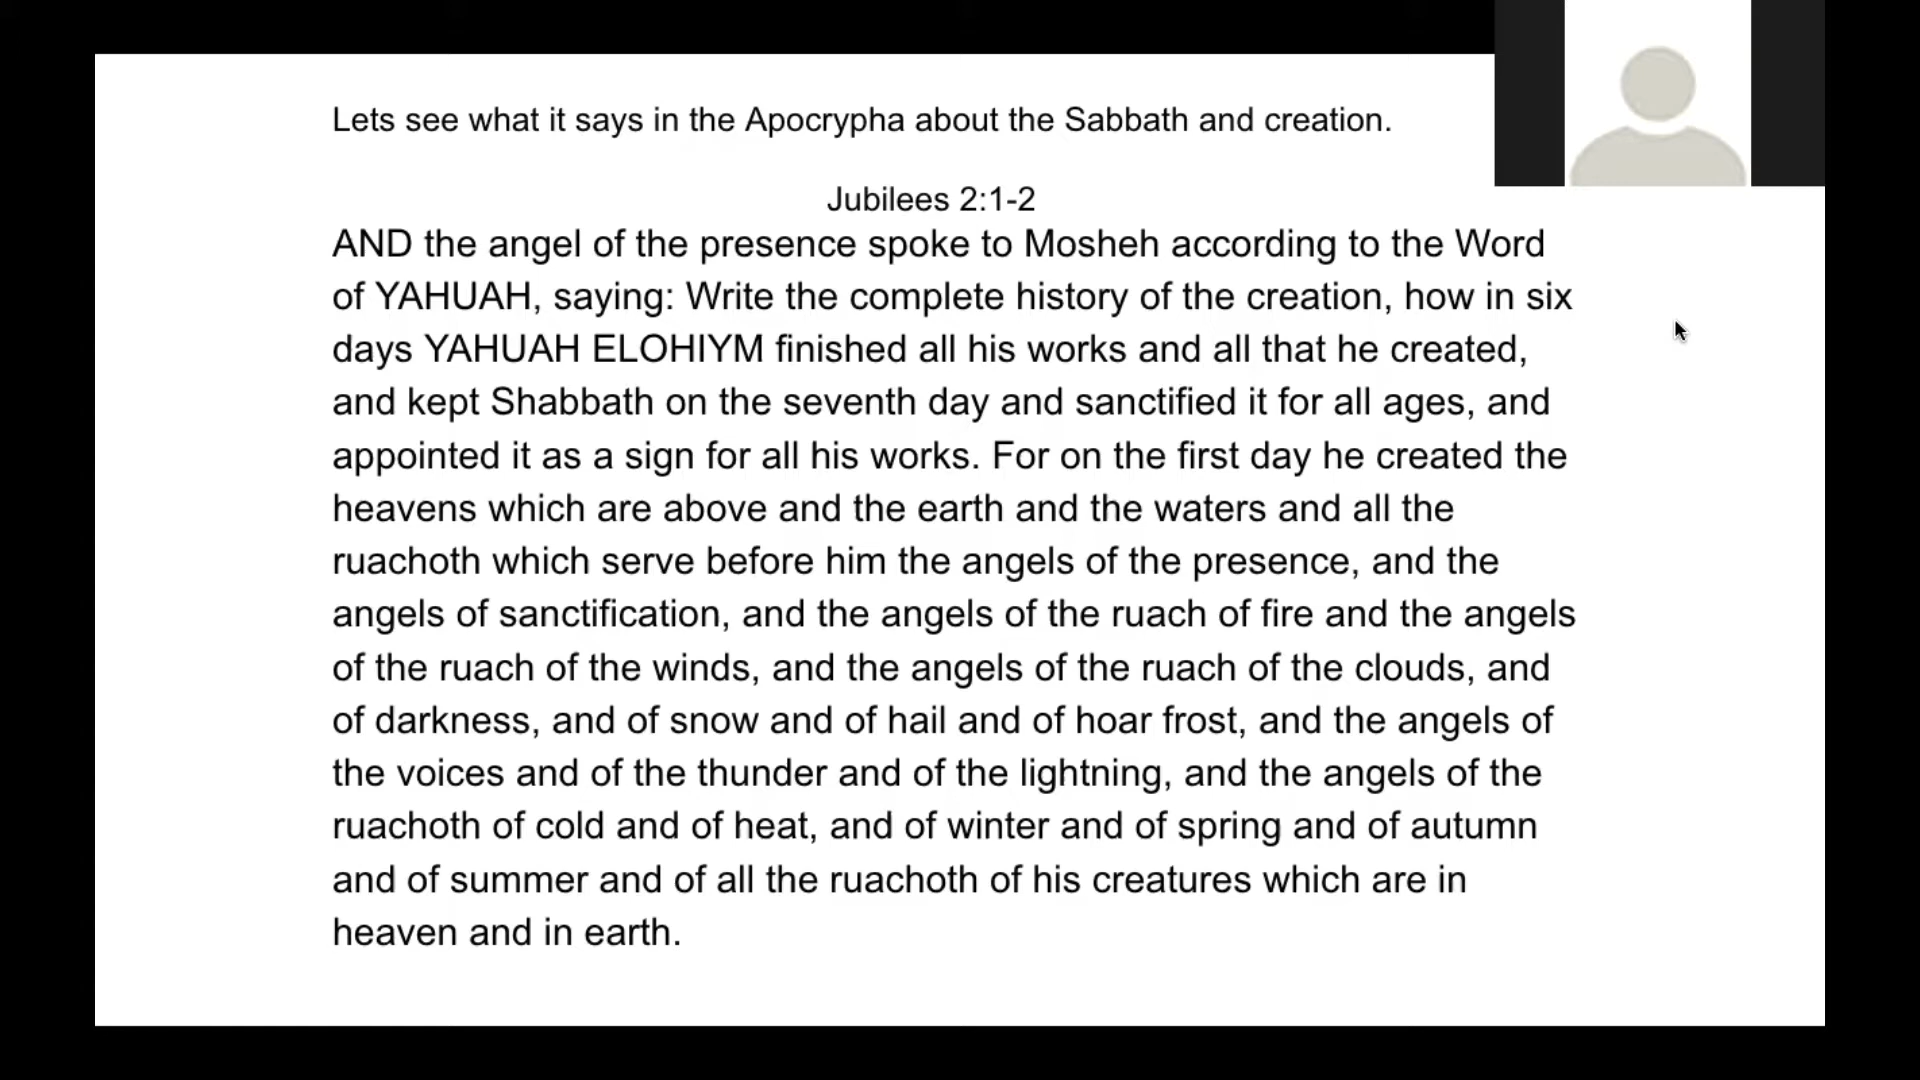 Lets see what it says in the Apocrypha about the Sabbath and creation.
Jubilees 2:1-2
AND the angel of the presence spoke to Mosheh according to the Word
of YAHUAH, saying: Write the complete history of the creation, how in six
days YAHUAH ELOHIYM finished all his works and all that he created,
and kept Shabbath on the seventh day and sanctified it for all ages, and
appointed it as a sign for all his works. For on the first day he created the
heavens which are above and the earth and the waters and all the
ruachoth which serve before him the angels of the presence, and the
angels of sanctification, and the angels of the ruach of fire and the angels
of the ruach of the winds, and the angels of the ruach of the clouds, and
of darkness, and of snow and of hail and of hoar frost, and the angels of
the voices and of the thunder and of the lightning, and the angels of the
ruachoth of cold and of heat, and of winter and of spring and of autumn
and of summer and of all the ruachoth of his creatures which are in
heaven and in earth.